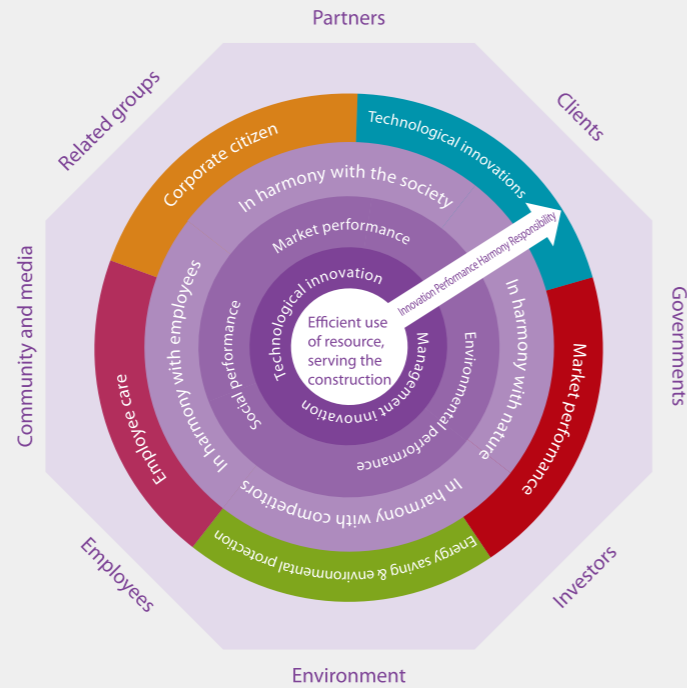 Partners
Clients
Governments
Investors
Environment
Employees
Community and media
Related groups
Technological innovations
Market performance
Energy saving & environmental protection
Employee care
Corporate citizen
In harmony with the society
In harmony with nature
In harmony with competitors
In harmony with employees
Market performance
Environmental performance
Social performance
Technological innovation
Management innovation
Innovation Performance Harmony Responsibility
Efficient use
of resource,
serving the
construction